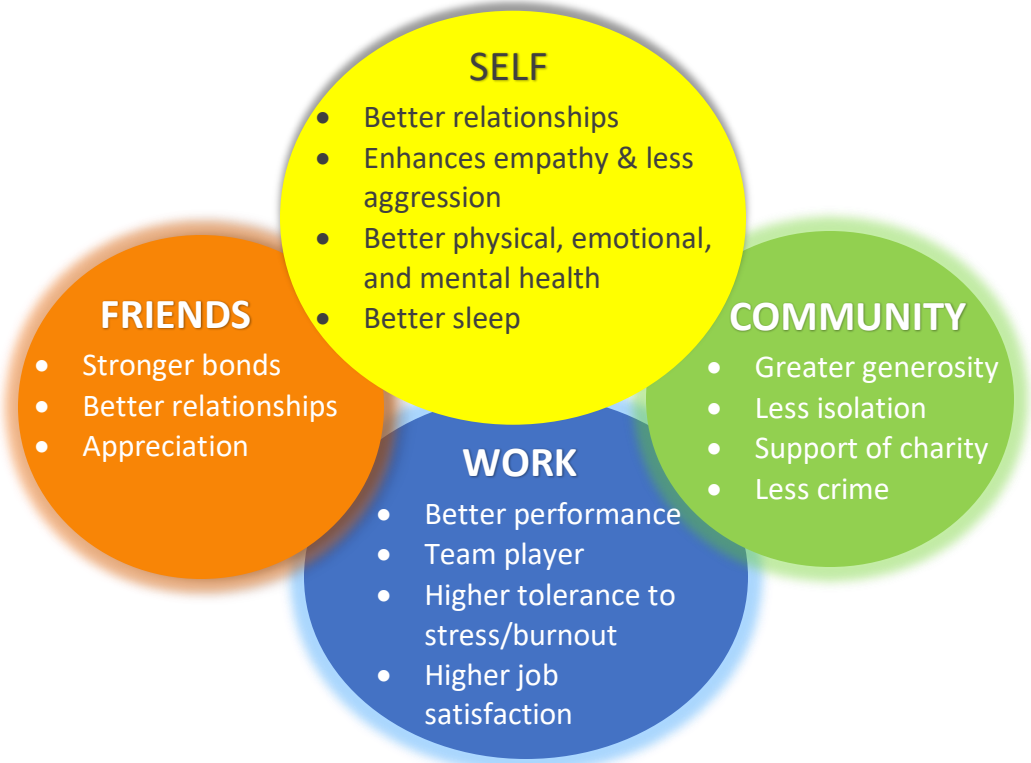 SELF
• Better relationships
• Enhances empathy & less
aggression
• Better physical, emotional,
and mental health
• Better sleep
FRIENDS
• Stronger bonds
• Better relationships
• Appreciation
COMMUNITY
• Greater generosity
• Less isolation
• Support of charity
• Less crime
WORK
• Better performance
• Team player
• Higher tolerance to
stress/burnout
• Higher job
satisfaction